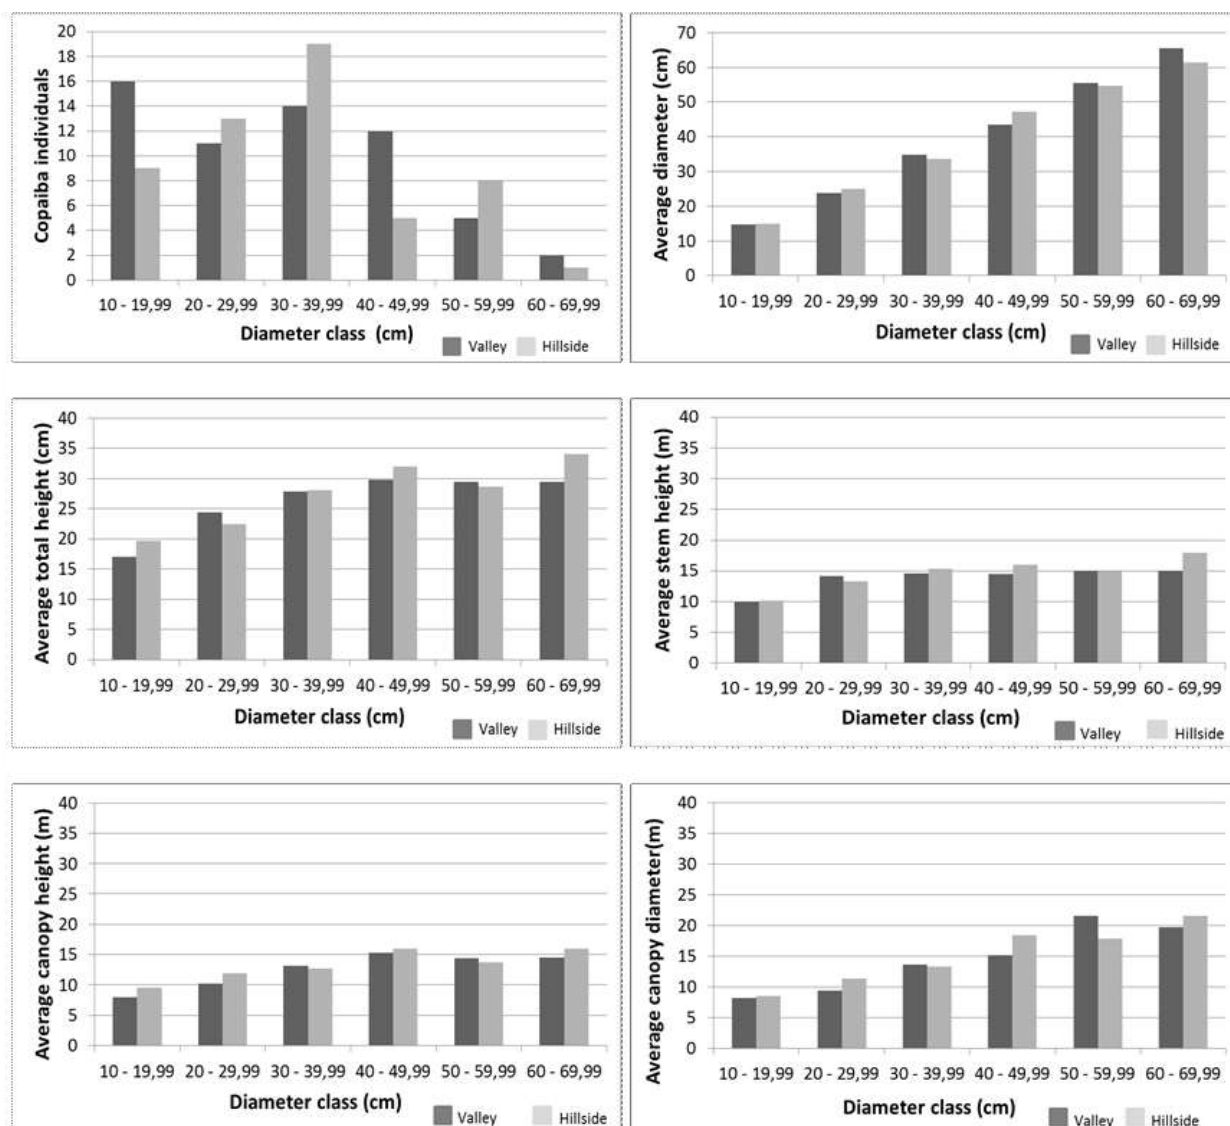 Copaiba individuals
20
18
16
14
12
10
8
6
4
2
0
10 - 19,99 20 - 29,99 30 - 39,99 40 - 49,99 50 - 59,99 60 - 69,99
Diameter class (cm)
Valley Hillside
Average diameter (cm)
70
60
50
40
30
20
10
0
10 - 19,99 20 - 29,99 30 - 39,99 40 - 49,99 50 - 59,99 60 - 69,99
Diameter class (cm)
Valley Hillside
Average total height (cm)
40
35
30
25
20
15
10
5
0
10 - 19,99 20 - 29,99 30 - 39,99 40 - 49,99 50 - 59,99 60 - 69,99
Diameter class (cm)
Valley Hillside
Average stem height (m)
40
35
30
25
20
15
10
5
0
10 - 19,99 20 - 29,99 30 - 39,99 40 - 49,99 50 - 59,99 60 - 69,99
Diameter class (cm)
Valley Hillside
Average canopy height (m)
40
35
30
25
20
15
10
5
0
10 - 19,99 20 - 29,99 30 - 39,99 40 - 49,99 50 - 59,99 60 - 69,99
Diameter class (cm)
Valley Hillside
Average canopy diameter(m)
40
35
30
25
20
15
10
5
0
10 - 19,99 20 - 29,99 30 - 39,99 40 - 49,99 50 - 59,99 60 - 69,99
Diameter class (cm)
Valley Hillside